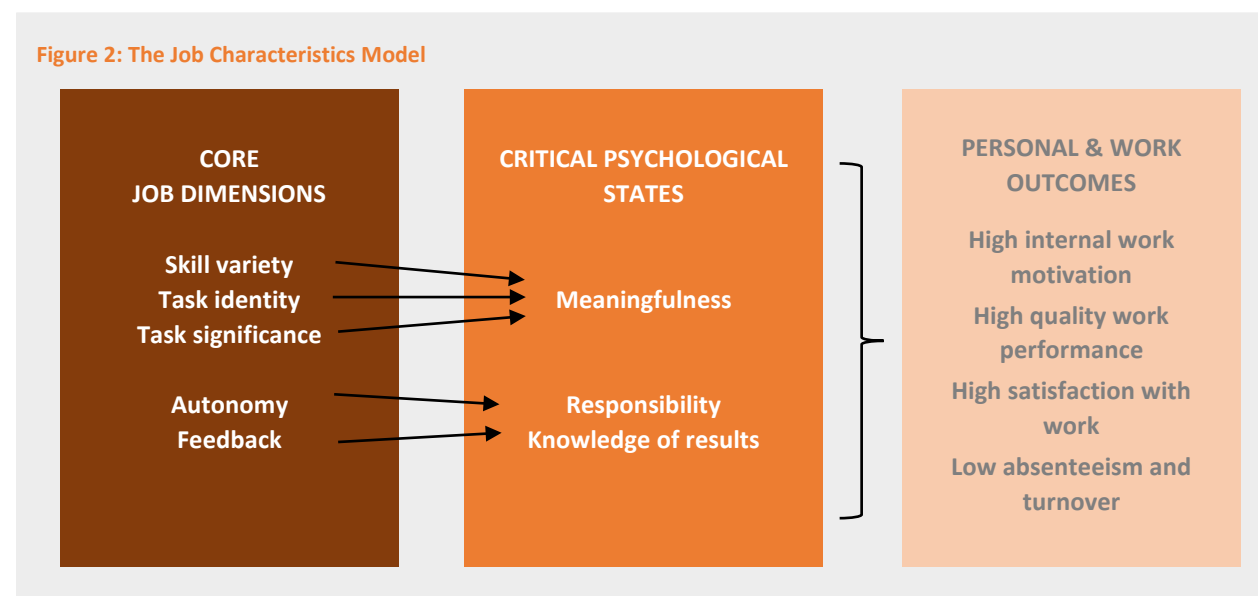 Figure 2: The Job Characteristics Model
CORE
JOB DIMENSIONS
Skill variety
Task identity
Task significance
Autonomy
Feedback
CRITICAL PSYCHOLOGICAL
STATES
Meaningfulness
Responsibility
Knowledge of results
PERSONAL & WORK
OUTCOMES
High internal work
motivation
High quality work
performance
High satisfaction with
work
Low absenteeism and
turnover